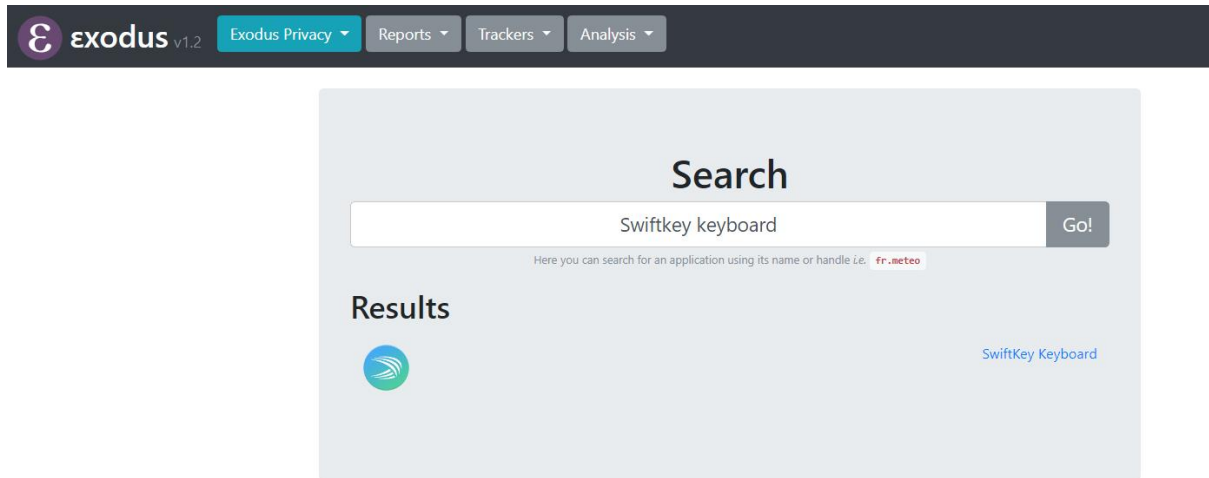 ε εxodus v1.2 Exodus Privacy Reports Trackers Analysis
Search
Swiftkey keyboard Go!
Here you can search for an application using its name or handle i.e. fr.meteo
Results
SwiftKey Keyboard